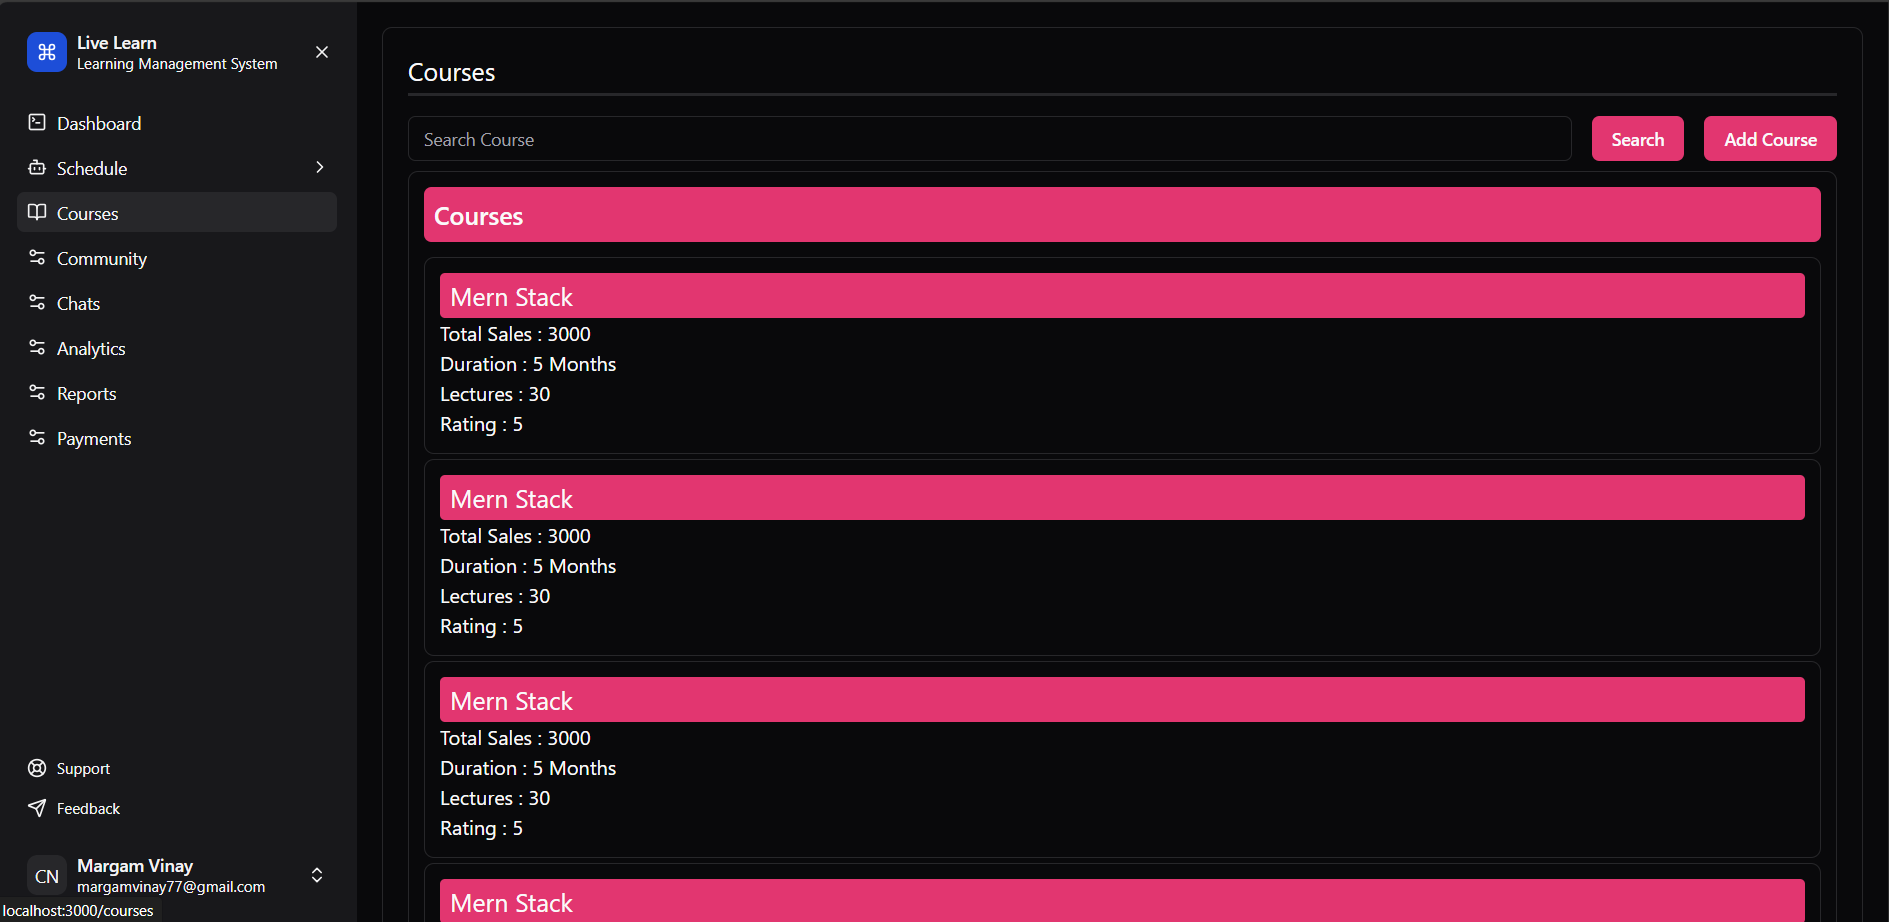 Live Learn
Learning Management System
Dashboard
Schedule
Courses
Community
Chats
Analytics
Reports
Payments
Support
Feedback
CN
Margam Vinay
margamvinay77@gmail.com
localhost:3000/courses
Courses
Search Course
Search
Add Course
Courses
Mern Stack
Total Sales : 3000
Duration : 5 Months
Lectures : 30
Rating : 5
Mern Stack
Total Sales : 3000
Duration : 5 Months
Lectures : 30
Rating : 5
Mern Stack
Total Sales : 3000
Duration : 5 Months
Lectures : 30
Rating : 5
Mern Stack